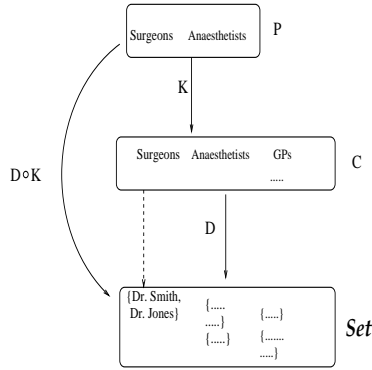 Surgeons Anaesthetists P
K
Surgeons Anaesthetists GPs C
.....
D∘K
D
{Dr. Smith,
Dr. Jones}
{.....
.....}
{.....}
{.....}
{.......
.....}
Set